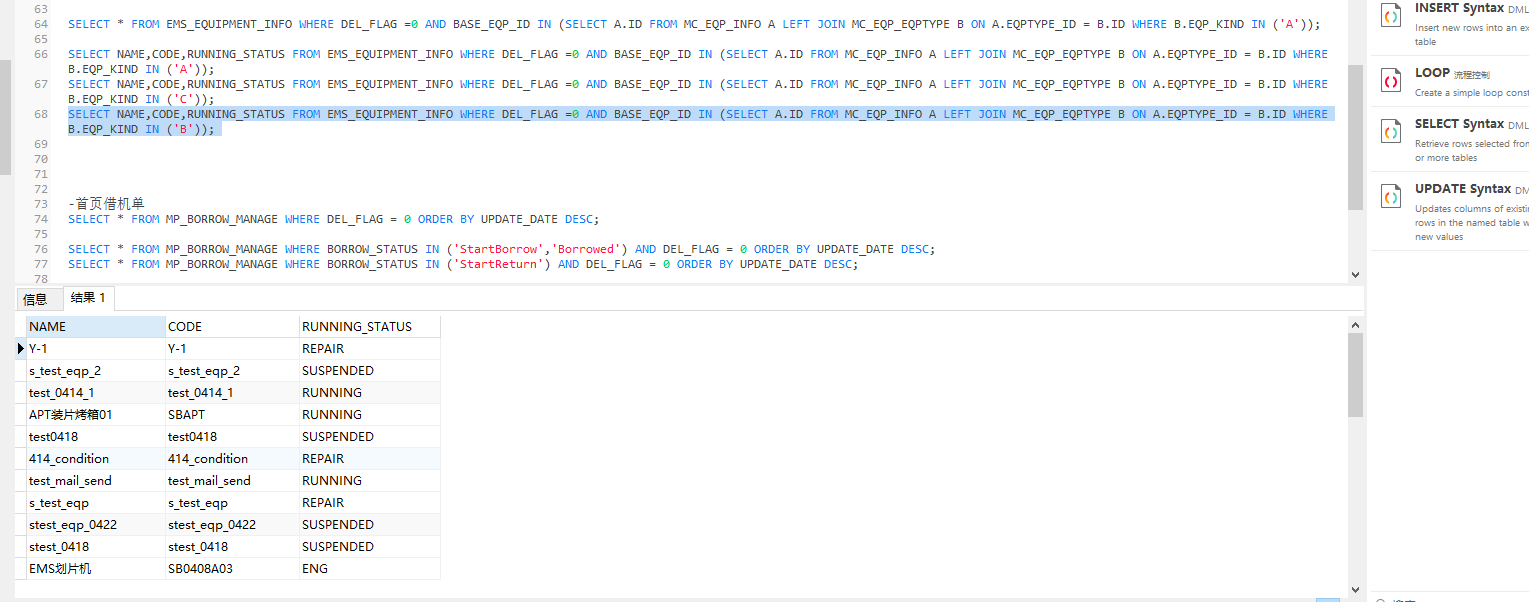 63
64 SELECT * FROM EMS_EQUIPMENT_INFO WHERE DEL_FLAG =0 AND BASE_EQP_ID IN (SELECT A.ID FROM MC_EQP_INFO A LEFT JOIN MC_EQP_EQPTYPE B ON A.EQPTYPE_ID = B.ID WHERE B.EQP_KIND IN ('A'));
65
66 SELECT NAME,CODE,RUNNING_STATUS FROM EMS_EQUIPMENT_INFO WHERE DEL_FLAG =0 AND BASE_EQP_ID IN (SELECT A.ID FROM MC_EQP_INFO A LEFT JOIN MC_EQP_EQPTYPE B ON A.EQPTYPE_ID = B.ID WHERE
B.EQP_KIND IN ('A'));
67 SELECT NAME,CODE,RUNNING_STATUS FROM EMS_EQUIPMENT_INFO WHERE DEL_FLAG =0 AND BASE_EQP_ID IN (SELECT A.ID FROM MC_EQP_INFO A LEFT JOIN MC_EQP_EQPTYPE B ON A.EQPTYPE_ID = B.ID WHERE
B.EQP_KIND IN ('C'));
68 SELECT NAME,CODE,RUNNING_STATUS FROM EMS_EQUIPMENT_INFO WHERE DEL_FLAG =0 AND BASE_EQP_ID IN (SELECT A.ID FROM MC_EQP_INFO A LEFT JOIN MC_EQP_EQPTYPE B ON A.EQPTYPE_ID = B.ID WHERE
B.EQP_KIND IN ('B'));
69
70
71
72
73 -首页借机单
74 SELECT * FROM MP_BORROW_MANAGE WHERE DEL_FLAG = 0 ORDER BY UPDATE_DATE DESC;
75
76 SELECT * FROM MP_BORROW_MANAGE WHERE BORROW_STATUS IN ('StartBorrow','Borrowed') AND DEL_FLAG = 0 ORDER BY UPDATE_DATE DESC;
77 SELECT * FROM MP_BORROW_MANAGE WHERE BORROW_STATUS IN ('StartReturn') AND DEL_FLAG = 0 ORDER BY UPDATE_DATE DESC;
78
信息 结果 1
NAME CODE RUNNING_STATUS
Y-1 Y-1 REPAIR
s_test_eqp_2 s_test_eqp_2 SUSPENDED
test_0414_1 test_0414_1 RUNNING
APT装片烤箱01 SBAPT RUNNING
test0418 test0418 SUSPENDED
414_condition 414_condition REPAIR
test_mail_send test_mail_send RUNNING
s_test_eqp s_test_eqp REPAIR
stest_eqp_0422 stest_eqp_0422 SUSPENDED
stest_0418 stest_0418 SUSPENDED
EMS划片机 SB0408A03 ENG
INSERT Syntax DML
Insert new rows into an ex
table
LOOP 流程控制
Create a simple loop const
SELECT Syntax DML
Retrieve rows selected from
or more tables
UPDATE Syntax DM
Updates columns of existin
rows in the named table w
new values